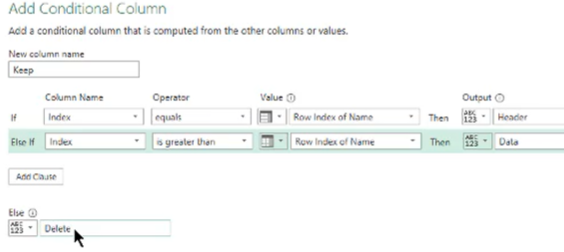 Add Conditional Column
Add a conditional column that is computed from the other columns or values.
New column name
Keep
Column Name Operator Value Output
If Index equals Row Index of Name Then ABC 123 Header
Else If Index is greater than Row Index of Name Then ABC 123 Data
Add Clause
Else
ABC 123 Delete